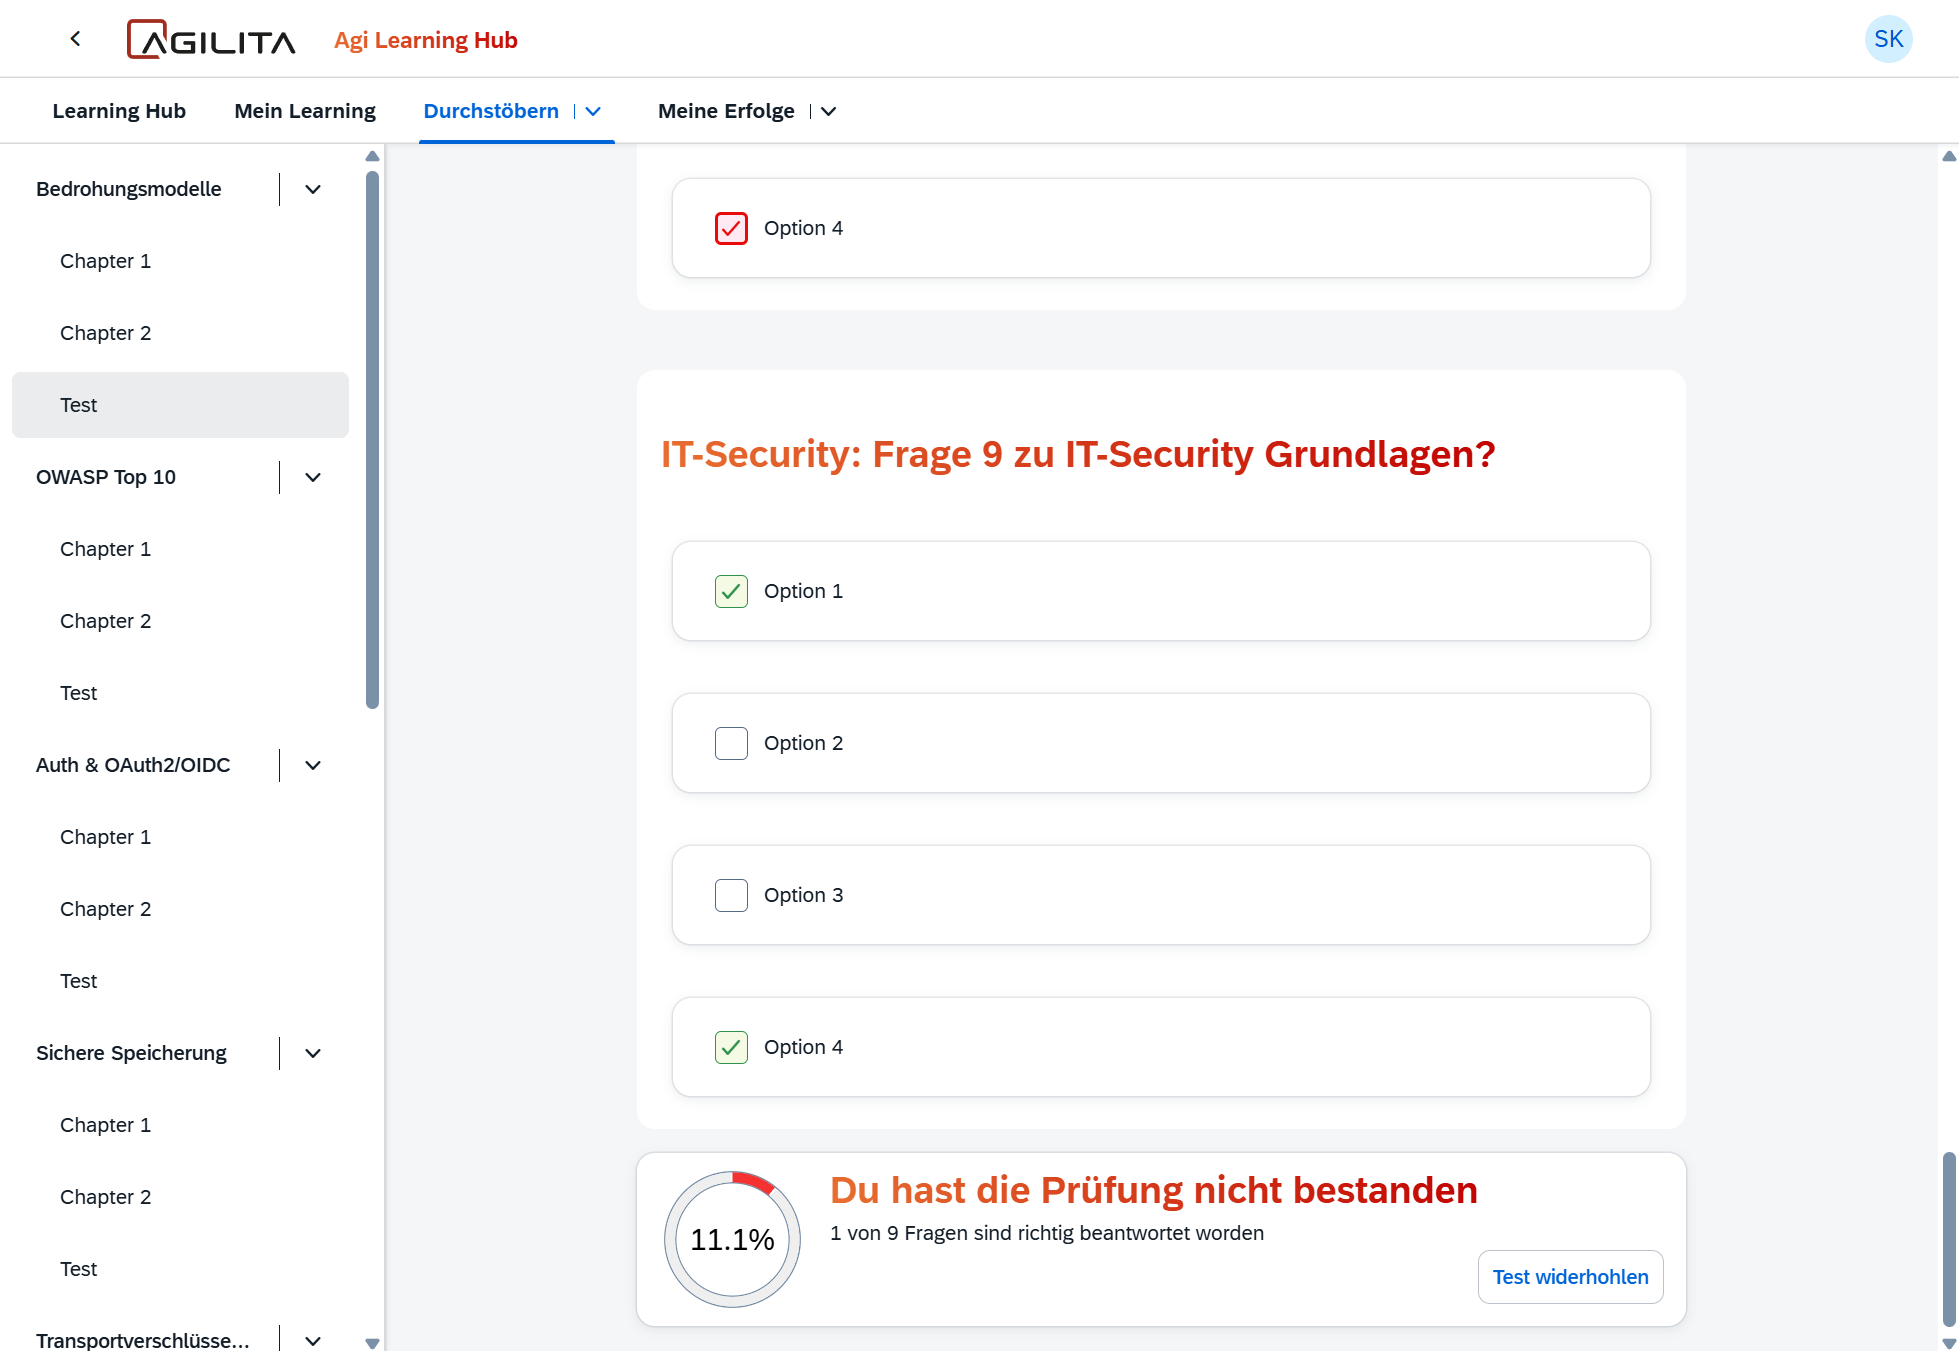 AGILITA
Agi Learning Hub
SK
Learning Hub
Mein Learning
Durchstöbern
Meine Erfolge
Bedrohungsmodelle
Chapter 1
Chapter 2
Test
OWASP Top 10
Chapter 1
Chapter 2
Test
Auth & OAuth2/OIDC
Chapter 1
Chapter 2
Test
Sichere Speicherung
Chapter 1
Chapter 2
Test
Transportverschlüsse...
Option 4
IT-Security: Frage 9 zu IT-Security Grundlagen?
Option 1
Option 2
Option 3
Option 4
11.1%
Du hast die Prüfung nicht bestanden
1 von 9 Fragen sind richtig beantwortet worden
Test widerhohlen